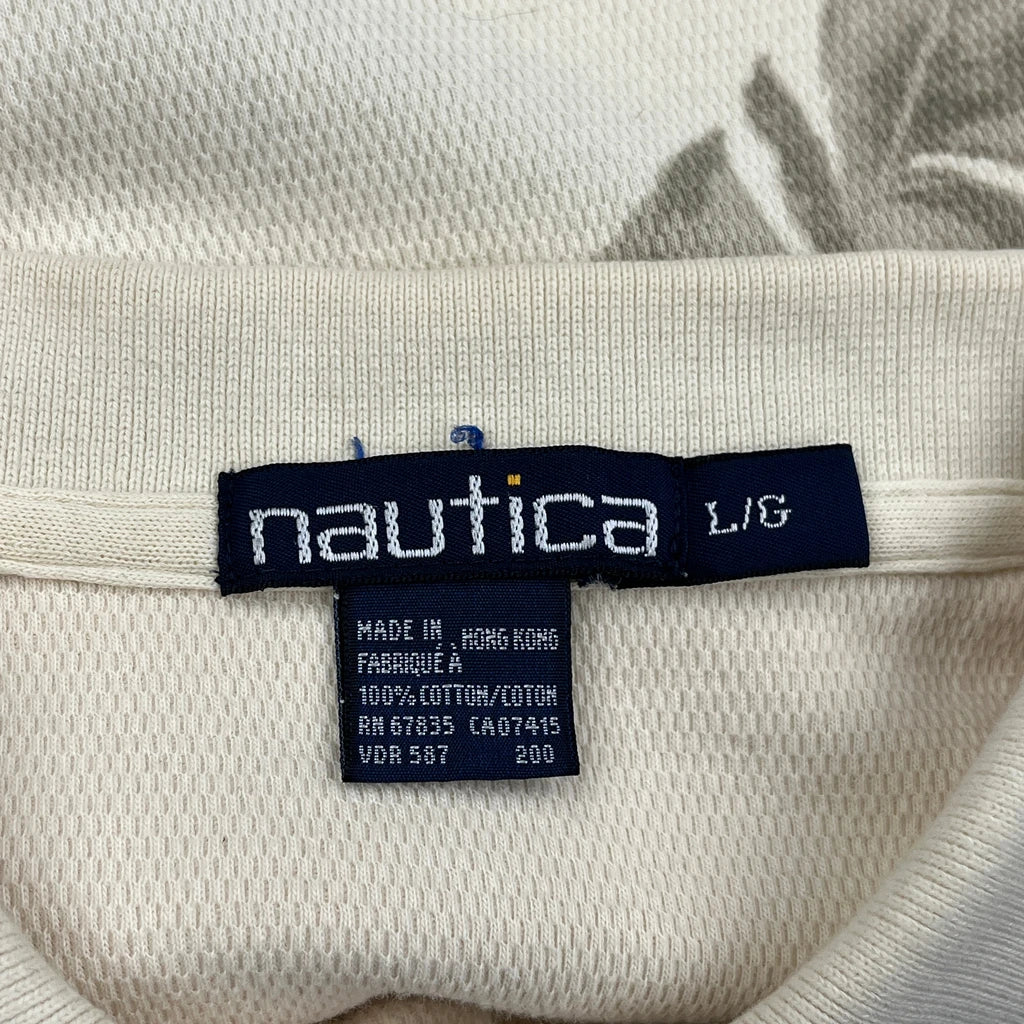 nautica
L/G
MADE IN HONG KONG
FABRIQUÉ À
100% COTTON/COTON
RN 67835 CA07415
VDR 587 200